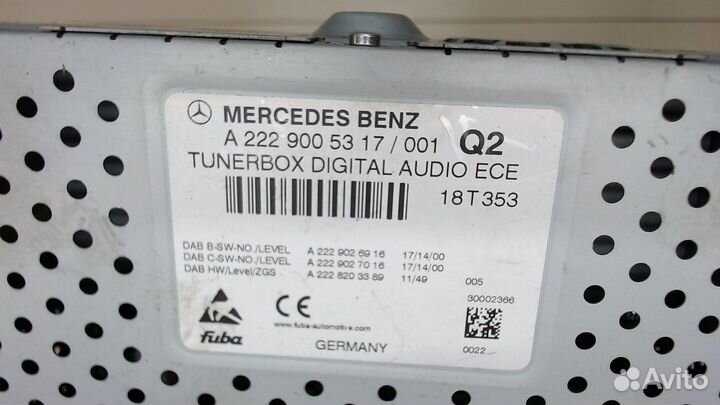 MERCEDES BENZ
A 222 900 53 17 / 001 Q2
TUNERBOX DIGITAL AUDIO ECE
18T353
DAB B-SW-NO./LEVEL A 222 902 69 16 17/14/00
DAB C-SW-NO./LEVEL A 222 902 70 16 17/14/00
DAB HW/Level/ZGS A 222 820 33 89 11/49
005
30002366
CE
www.fuba-automotive.com
fuba
GERMANY
0022
Avito